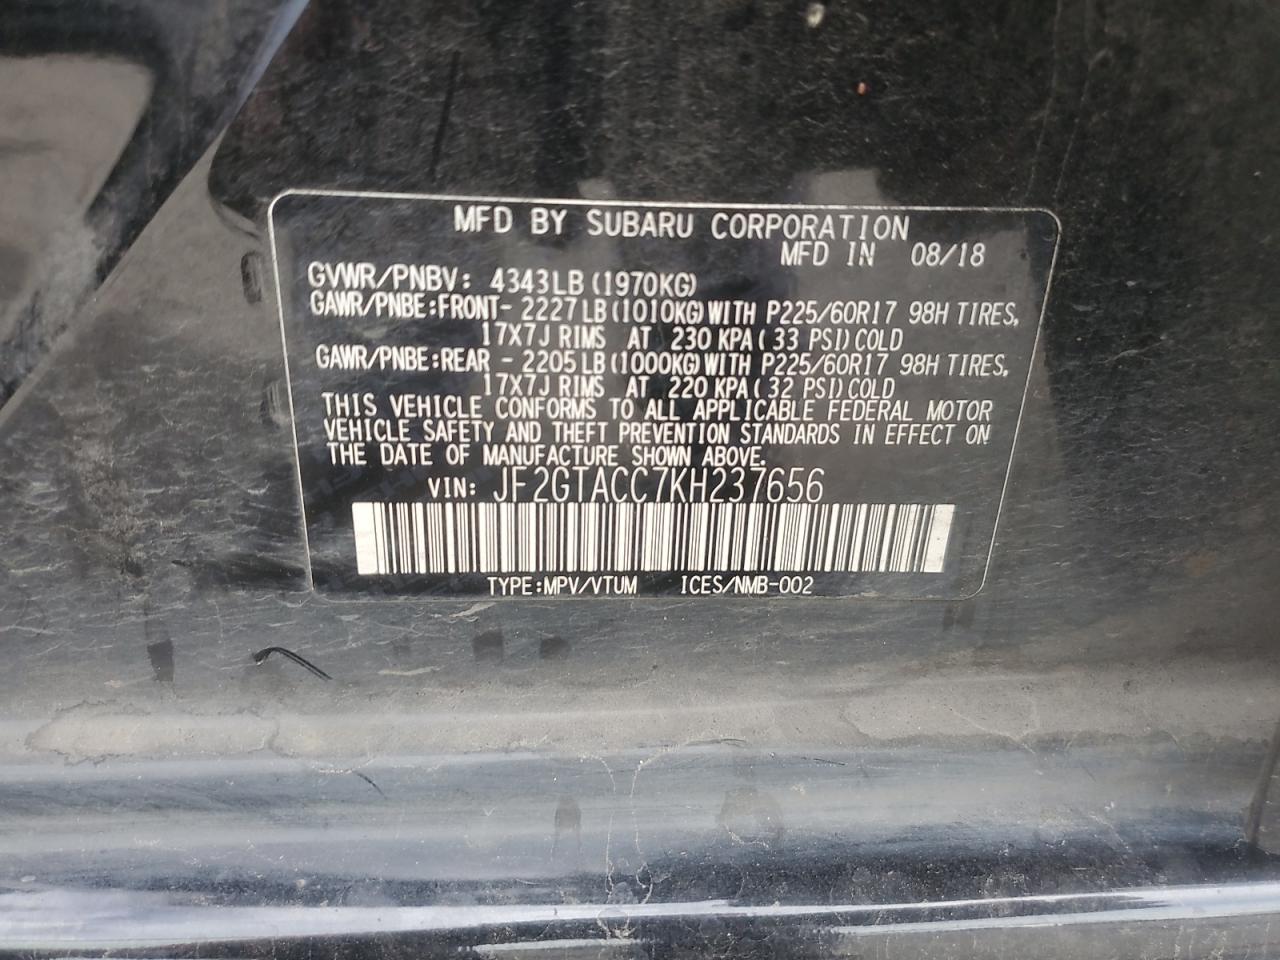 MFD BY SUBARU CORPORATION
MFD IN 08/18
GVWR/PNBV: 4343LB (1970KG)
GAWR/PNBE:FRONT- 2227LB(1010KG)WITH P225/60R17 98H TIRES,
17X7J RIMS AT 230 KPA(33 PSI)COLD
GAWR/PNBE:REAR - 2205LB(1000KG)WITH P225/60R17 98H TIRES,
17X7J RIMS AT 220 KPA(32 PSI)COLD
THIS VEHICLE CONFORMS TO ALL APPLICABLE FEDERAL MOTOR
VEHICLE SAFETY AND THEFT PREVENTION STANDARDS IN EFFECT ON
THE DATE OF MANUFACTURE SHOWN ABOVE.
VIN: JF2GTACC7KH237656
TYPE:MPV/VTUM ICES/NMB-002